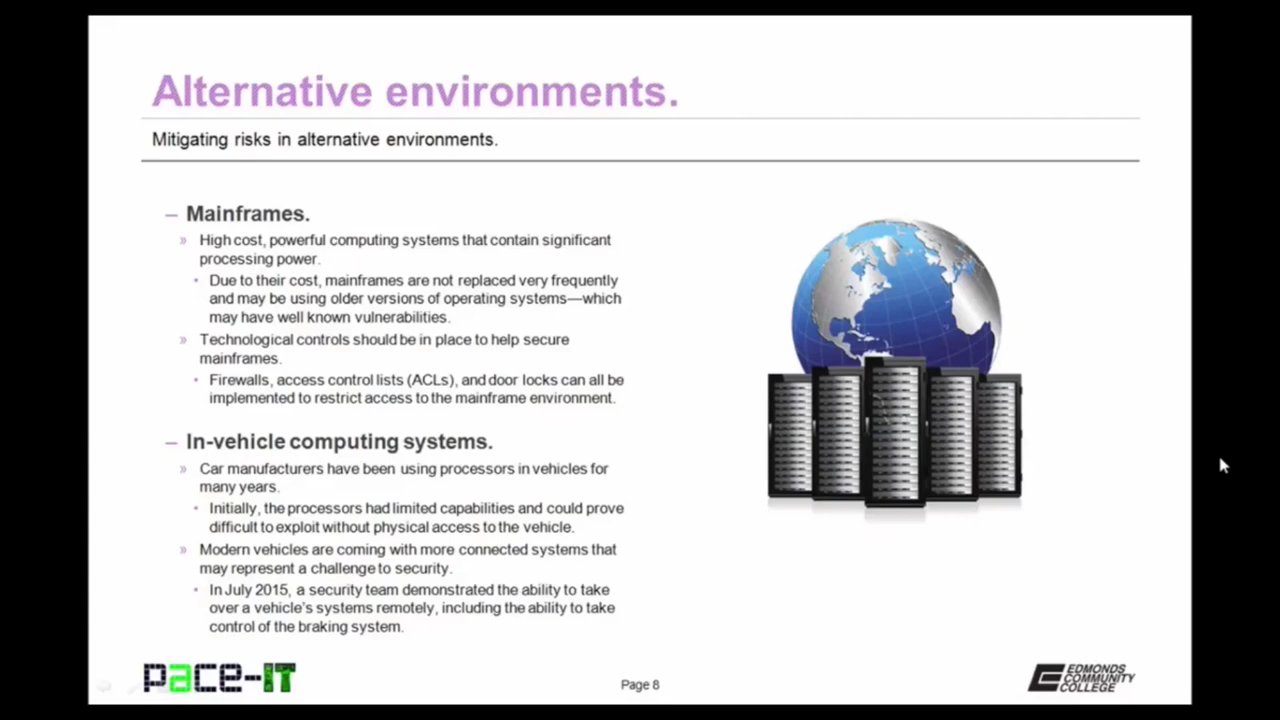 Alternative environments.
Mitigating risks in alternative environments.
– Mainframes.
» High cost, powerful computing systems that contain significant
processing power.
• Due to their cost, mainframes are not replaced very frequently
and may be using older versions of operating systems—which
may have well known vulnerabilities.
» Technological controls should be in place to help secure
mainframes.
• Firewalls, access control lists (ACLs), and door locks can all be
implemented to restrict access to the mainframe environment.
– In-vehicle computing systems.
» Car manufacturers have been using processors in vehicles for
many years.
• Initially, the processors had limited capabilities and could prove
difficult to exploit without physical access to the vehicle.
» Modern vehicles are coming with more connected systems that
may represent a challenge to security.
• In July 2015, a security team demonstrated the ability to take
over a vehicle's systems remotely, including the ability to take
control of the braking system.
pace-IT
Page 8
EDMONDS
COMMUNITY
COLLEGE